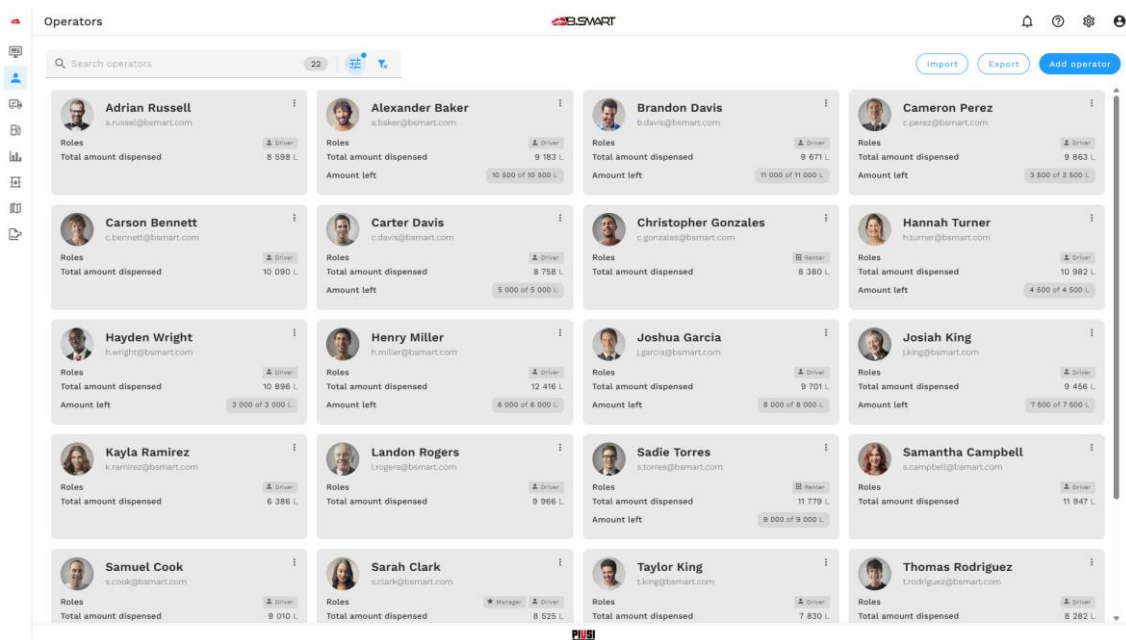 Operators
B.SMART
Search operators
22
Import
Export
Add operator
Adrian Russell
a.russel@bsmart.com
Roles
Driver
Total amount dispensed
8 598 L
Alexander Baker
a.baker@bsmart.com
Roles
Driver
Total amount dispensed
9 183 L
Amount left
10 500 of 10 500 L
Brandon Davis
b.davis@bsmart.com
Roles
Driver
Total amount dispensed
9 671 L
Amount left
11 000 of 11 000 L
Cameron Perez
c.perez@bsmart.com
Roles
Driver
Total amount dispensed
9 863 L
Amount left
3 500 of 3 500 L
Carson Bennett
c.bennett@bsmart.com
Roles
Driver
Total amount dispensed
10 090 L
Carter Davis
c.davis@bsmart.com
Roles
Driver
Total amount dispensed
8 758 L
Amount left
5 000 of 5 000 L
Christopher Gonzales
c.gonzales@bsmart.com
Roles
Renter
Total amount dispensed
8 380 L
Hannah Turner
h.turner@bsmart.com
Roles
Driver
Total amount dispensed
10 982 L
Amount left
4 500 of 4 500 L
Hayden Wright
h.wright@bsmart.com
Roles
Driver
Total amount dispensed
10 896 L
Amount left
3 000 of 3 000 L
Henry Miller
h.miller@bsmart.com
Roles
Driver
Total amount dispensed
12 416 L
Amount left
6 000 of 6 000 L
Joshua Garcia
j.garcia@bsmart.com
Roles
Driver
Total amount dispensed
9 701 L
Amount left
8 000 of 8 000 L
Josiah King
j.king@bsmart.com
Roles
Driver
Total amount dispensed
9 456 L
Amount left
7 500 of 7 500 L
Kayla Ramirez
k.ramirez@bsmart.com
Roles
Driver
Total amount dispensed
6 386 L
Landon Rogers
l.rogers@bsmart.com
Roles
Driver
Total amount dispensed
9 966 L
Sadie Torres
s.torres@bsmart.com
Roles
Renter
Total amount dispensed
11 779 L
Amount left
9 000 of 9 000 L
Samantha Campbell
s.campbell@bsmart.com
Roles
Driver
Total amount dispensed
11 947 L
Samuel Cook
s.cook@bsmart.com
Roles
Driver
Total amount dispensed
9 010 L
Sarah Clark
s.clark@bsmart.com
Roles
Manager Driver
Total amount dispensed
8 525 L
Taylor King
t.king@bsmart.com
Roles
Driver
Total amount dispensed
7 830 L
Thomas Rodriguez
t.rodriguez@bsmart.com
Roles
Driver
Total amount dispensed
8 282 L
PIUSI